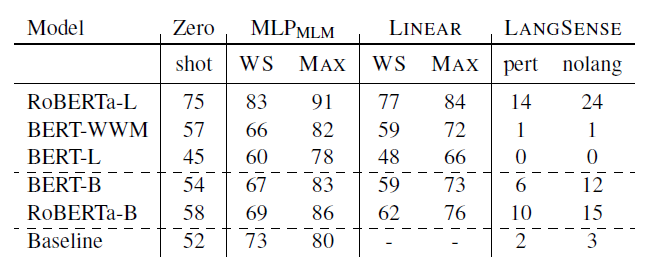 Model Zero MLPMLM LINEAR LANGSENSE
shot WS MAX WS MAX pert nolang
RoBERTa-L 75 83 91 77 84 14 24
BERT-WWM 57 66 82 59 72 1 1
BERT-L 45 60 78 48 66 0 0
BERT-B 54 67 83 59 73 6 12
RoBERTa-B 58 69 86 62 76 10 15
Baseline 52 73 80 - - 2 3